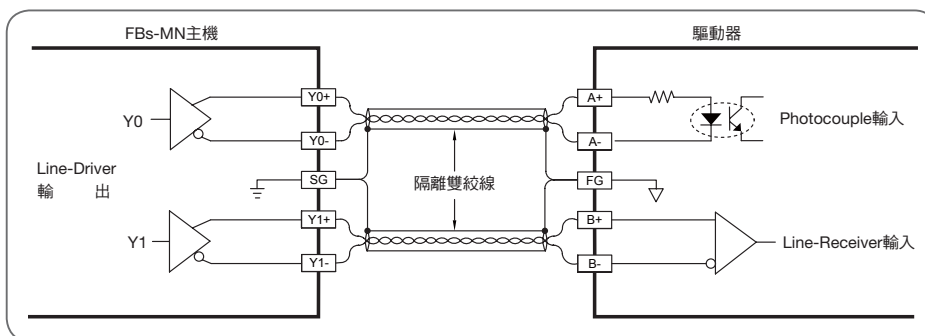 FBs-MN主機
驅動器
Y0+
A+
Y0
Photocouple輸入
Y0-
A-
Line-Driver
輸 出
SG
隔離雙絞線
FG
Y1+
B+
Y1
Line-Receiver輸入
Y1-
B-